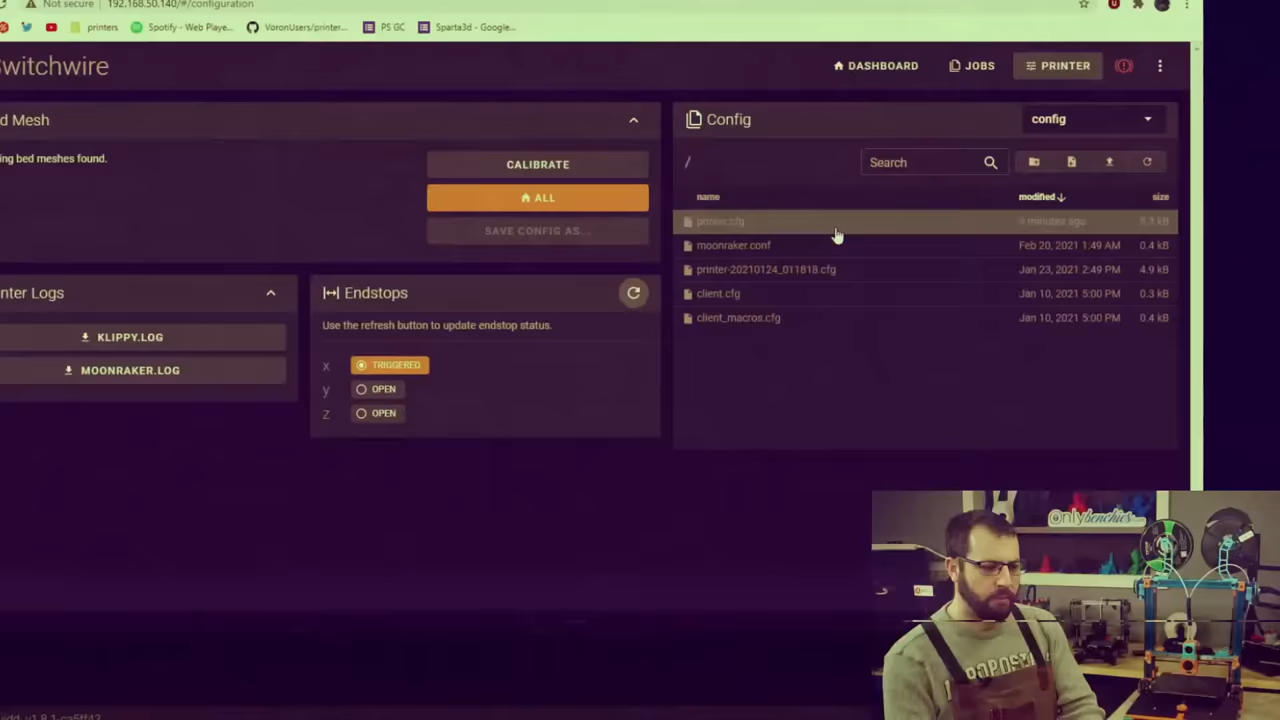 Not secure 192.168.50.140/#/configuration
printers Spotify - Web Playe... VoronUsers/printer... PS GC Sparta3d - Google...
witchwire
DASHBOARD JOBS PRINTER
d Mesh
Config config
ing bed meshes found.
CALIBRATE
/ Search
ALL
name modified size
SAVE CONFIG AS...
printer.cfg minutes ago
moonraker.conf Feb 20, 2021 1:49 AM 0.4 kB
printer-20210124_011818.cfg Jan 23, 2021 2:49 PM 4.9 kB
client.cfg Jan 10, 2021 5:00 PM 0.3 kB
client_macros.cfg Jan 10, 2021 5:00 PM 0.4 kB
nter Logs
Endstops
Use the refresh button to update endstop status.
KLIPPY.LOG
MOONRAKER.LOG
x TRIGGERED
y OPEN
z OPEN
Onlybenchies